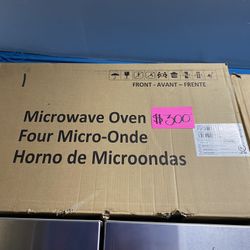 FRONT - AVANT - FRENTE
Microwave Oven
$300
Four Micro-Onde
Horno de Microondas